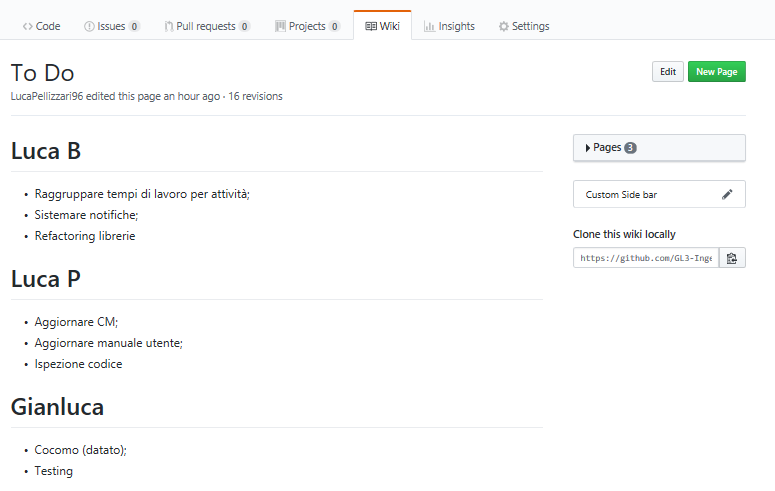 Code Issues 0 Pull requests 0 Projects 0 Wiki Insights Settings
To Do
Edit New Page
LucaPellizzari96 edited this page an hour ago · 16 revisions
Luca B
• Raggruppare tempi di lavoro per attività;
• Sistemare notifiche;
• Refactoring librerie
Luca P
• Aggiornare CM;
• Aggiornare manuale utente;
• Ispezione codice
Gianluca
• Cocomo (datato);
• Testing
Pages 3
Custom Side bar
Clone this wiki locally
https://github.com/GL3-Inge